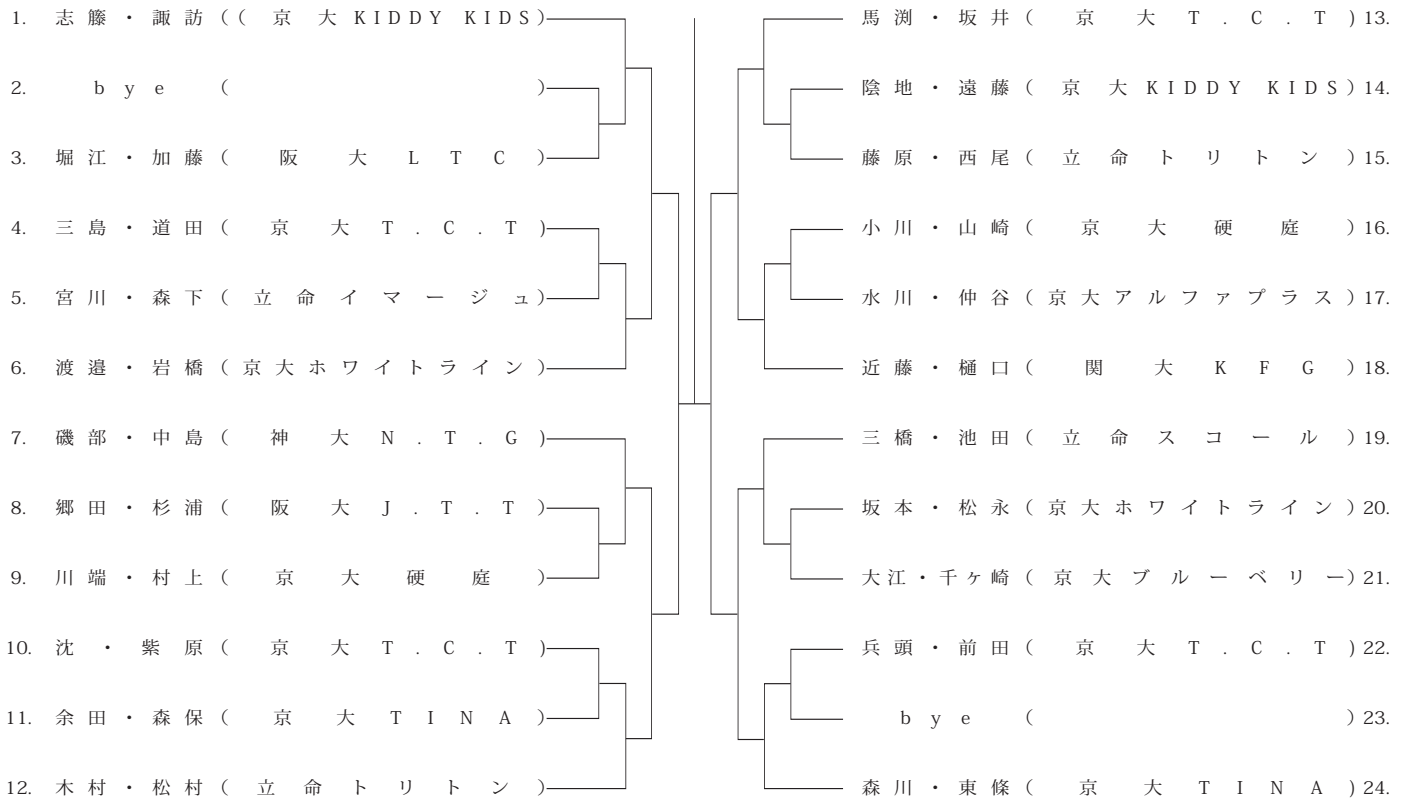 1. 志籐・諏訪(( 京大KIDDY KIDS)
2. bye ( )
3. 堀江・加藤( 阪大LTC )
4. 三島・道田( 京大T.C.T )
5. 宮川・森下( 立命イマージュ)
6. 渡邉・岩橋(京大ホワイトライン)
7. 磯部・中島( 神大N.T.G )
8. 郷田・杉浦( 阪大J.T.T )
9. 川端・村上( 京大硬庭 )
10. 沈・紫原( 京大T.C.T )
11. 余田・森保( 京大TINA )
12. 木村・松村( 立命トリトン )
馬渕・坂井( 京大T.C.T )13.
陰地・遠藤( 京大KIDDY KIDS)14.
藤原・西尾( 立命トリトン )15.
小川・山崎( 京大硬庭 )16.
水川・仲谷(京大アルファプラス)17.
近藤・樋口( 関大KFG )18.
三橋・池田( 立命スコール )19.
坂本・松永(京大ホワイトライン)20.
大江・千ヶ崎( 京大ブルーベリー)21.
兵頭・前田( 京大T.C.T )22.
bye ( )23.
森川・東條( 京大TINA )24.